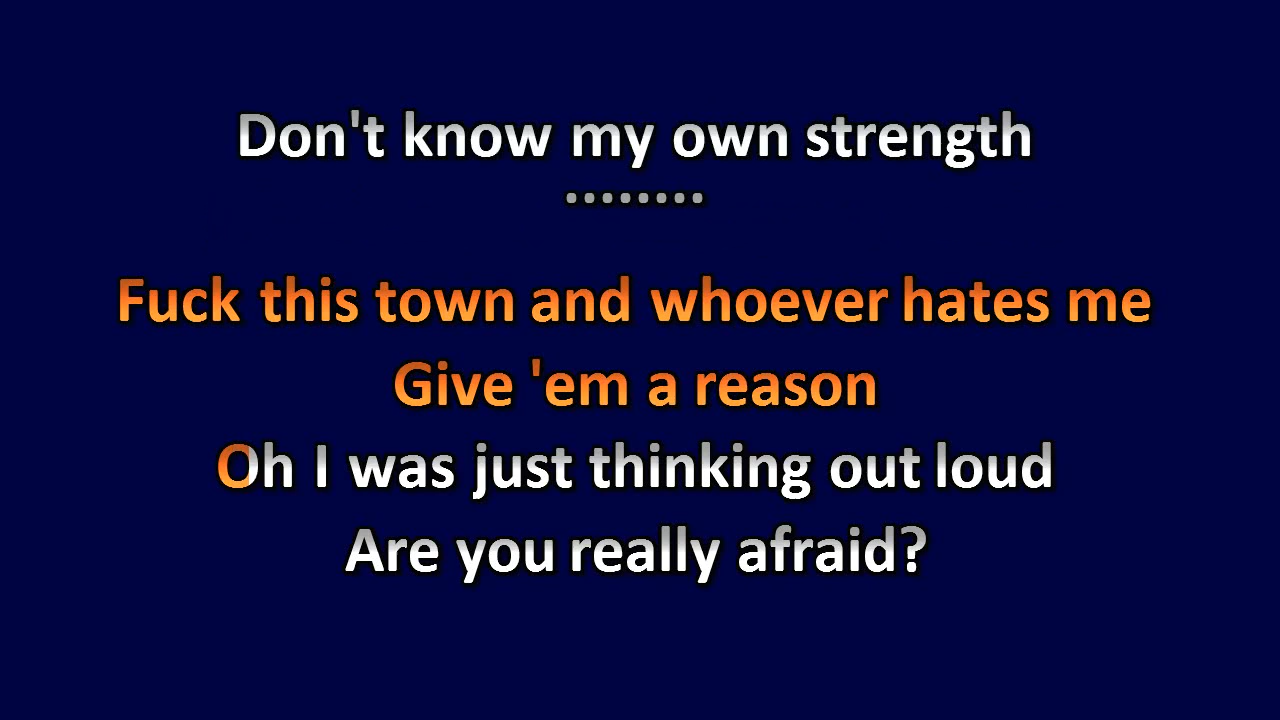 Don't know my own strength
........
Fuck this town and whoever hates me
Give 'em a reason
Oh I was just thinking out loud
Are you really afraid?